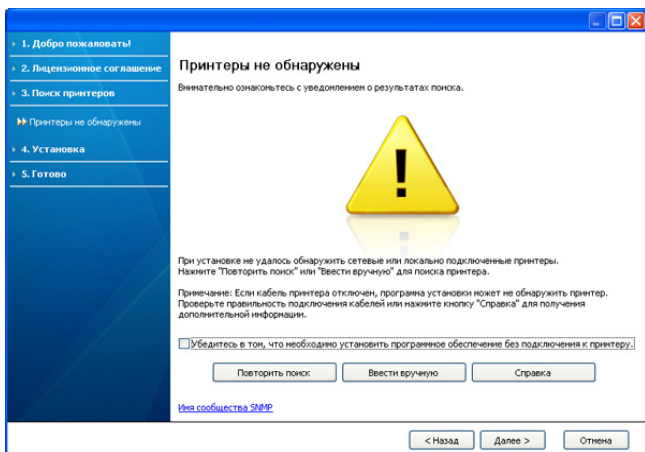 1. Добро пожаловать!
2. Лицензионное соглашение
3. Поиск принтеров
Принтеры не обнаружены
4. Установка
5. Готово
Принтеры не обнаружены
Внимательно ознакомьтесь с уведомлением о результатах поиска.
При установке не удалось обнаружить сетевые или локально подключенные принтеры.
Нажмите "Повторить поиск" или "Ввести вручную" для поиска принтера.
Примечание: Если кабель принтера отключен, программа установки может не обнаружить принтер.
Проверьте правильность подключения кабелей или нажмите кнопку "Справка" для получения
дополнительной информации.
Убедитесь в том, что необходимо установить программное обеспечение без подключения к принтеру.
Повторить поиск
Ввести вручную
Справка
Имя сообщества SNMP
< Назад
Далее >
Отмена